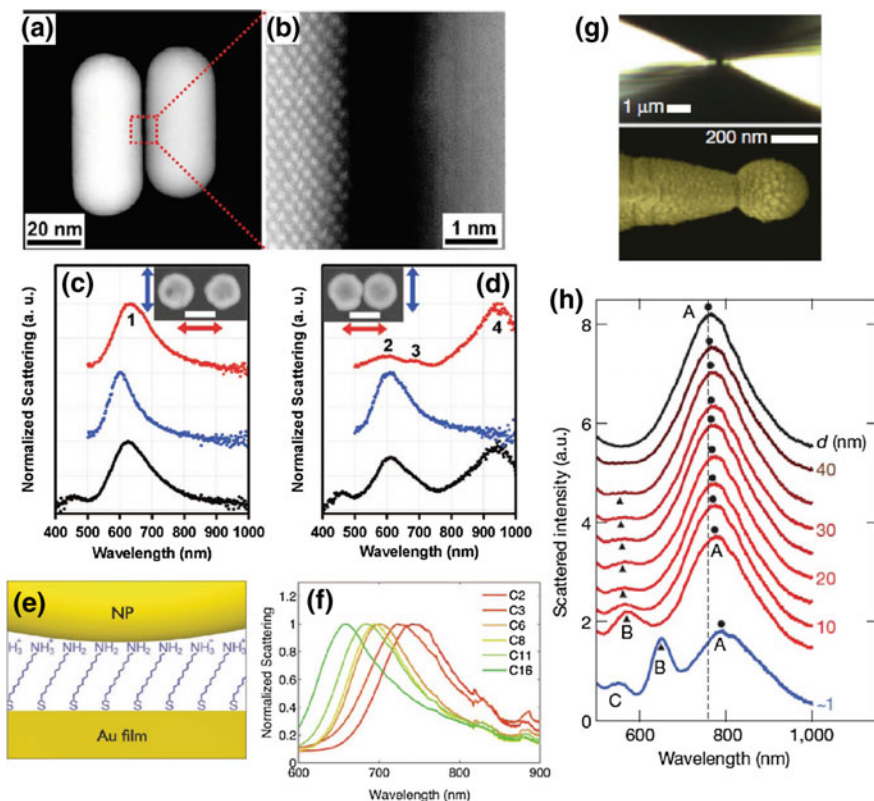 (a)
20 nm
(b)
1 nm
(g)
1 μm
200 nm
(c)
1
Normalized Scattering (a. u.)
400 500 600 700 800 900 1000
Wavelength (nm)
(d)
2 3 4
Normalized Scattering (a. u.)
400 500 600 700 800 900 1000
Wavelength (nm)
(e)
NP
NH₃⁺ NH₂ NH₃⁺ NH₂ NH₂ NH₃⁺ NH₂ NH₃⁺
S S S S S S S S
Au film
(f)
C2
C3
C6
C8
C11
C16
Normalized Scattering
1
0.8
0.6
0.4
0.2
0
600 700 800 900
Wavelength (nm)
(h)
A
8
d (nm)
40
6
30
4
20
A
10
2
B
A
B
C
~1
0
Scattered intensity (a.u.)
600 800 1,000
Wavelength (nm)